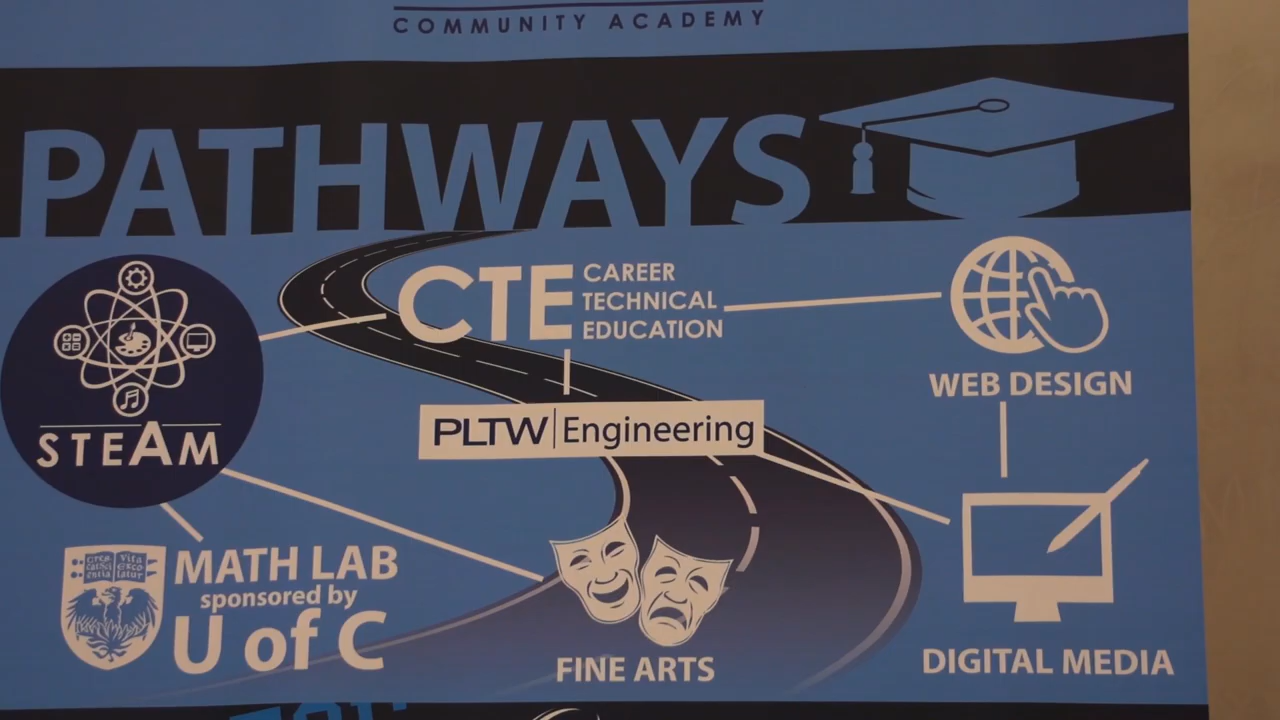 COMMUNITY ACADEMY
PATHWAYS
CTE
CAREER
TECHNICAL
EDUCATION
STEAM
PLTW Engineering
WEB DESIGN
MATH LAB
sponsored by
U of C
FINE ARTS
DIGITAL MEDIA